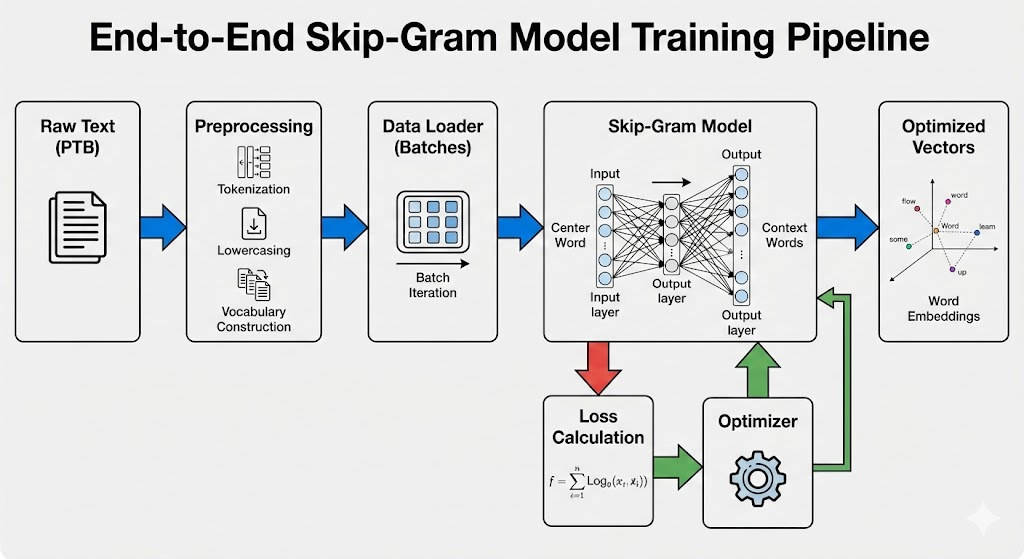 End-to-End Skip-Gram Model Training Pipeline
Raw Text
(PTB)
Preprocessing
Tokenization
Lowercasing
Vocabulary
Construction
Data Loader
(Batches)
Batch
Iteration
Skip-Gram Model
Input
Center
Word
Input
layer
Output
layer
Output
Context
Words
Output
layer
Optimized
Vectors
flow
word
Word
learn
some
up
Word
Embeddings
Loss
Calculation
n
f = ∑ Log
i=1
Optimizer